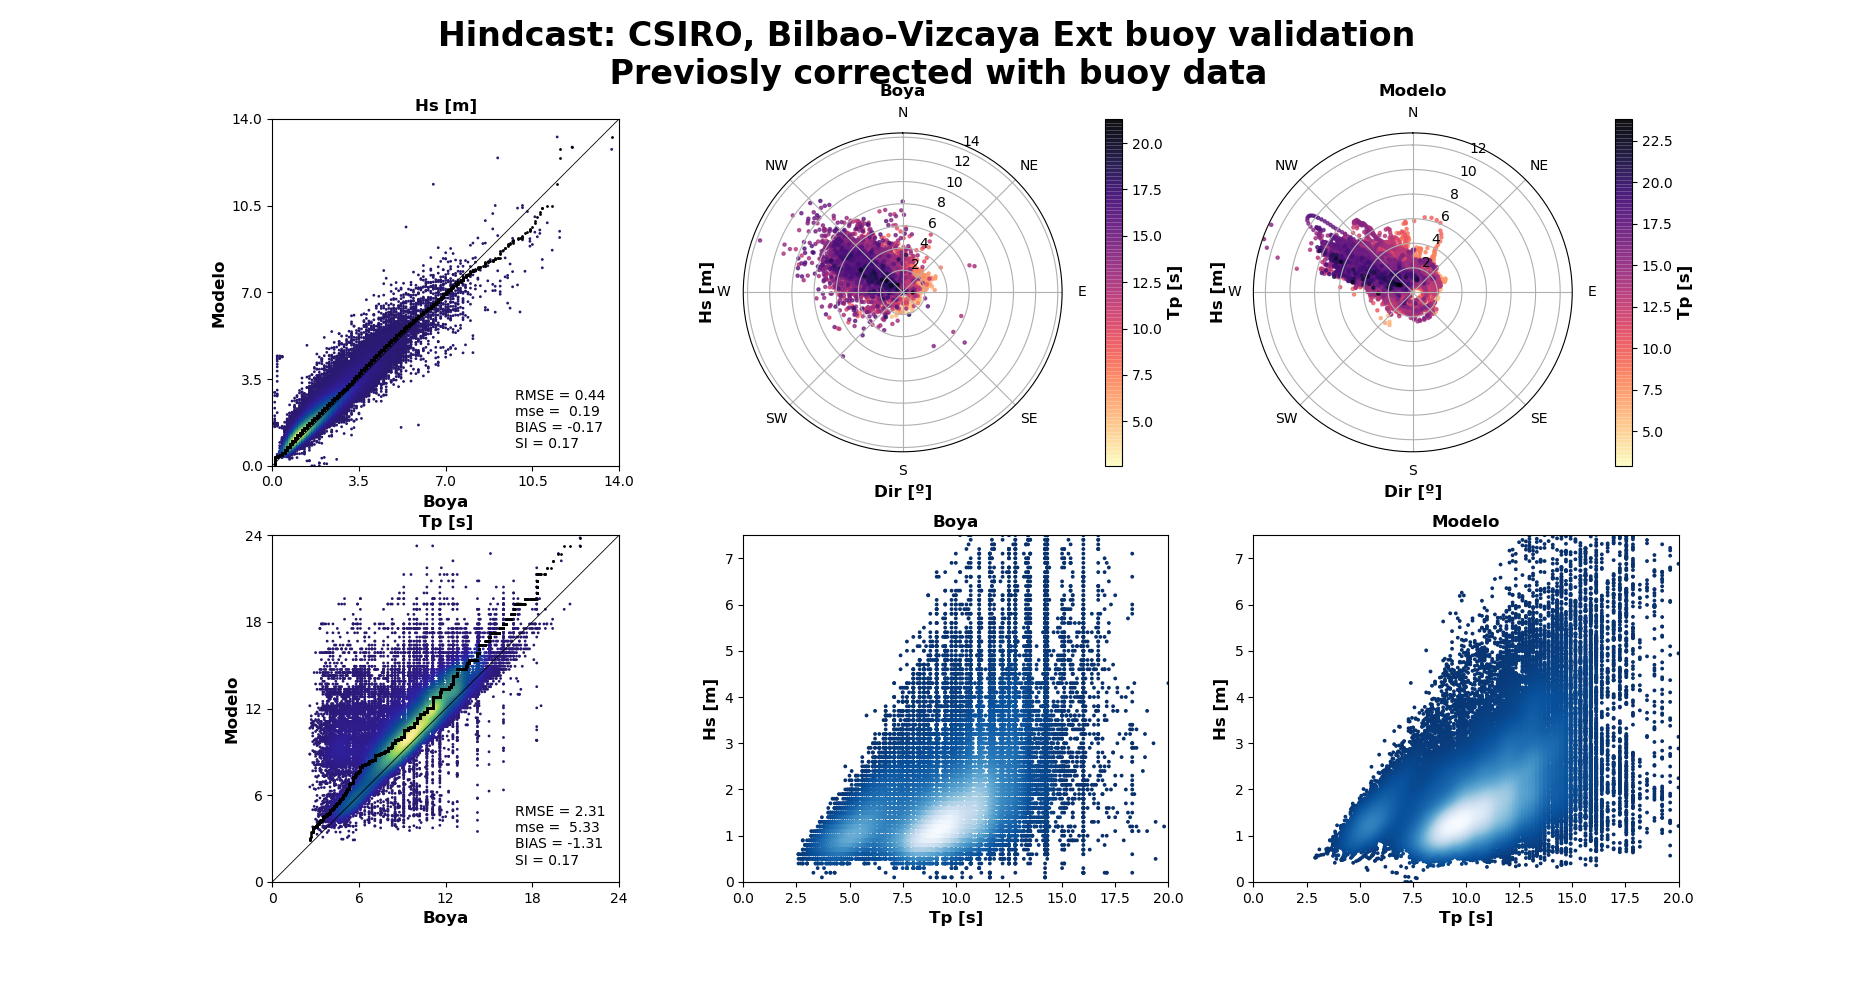 Hindcast: CSIRO, Bilbao-Vizcaya Ext buoy validation
Previosly corrected with buoy data
Hs [m]
14.0
10.5
7.0
3.5
0.0
Modelo
RMSE = 0.44
mse = 0.19
BIAS = -0.17
SI = 0.17
0.0 3.5 7.0 10.5 14.0
Boya
Boya
N
NE
E
SE
S
SW
W
NW
2
4
6
8
10
12
14
Hs [m]
Dir [º]
20.0
17.5
15.0
12.5
10.0
7.5
5.0
Tp [s]
Modelo
N
NE
E
SE
S
SW
W
NW
2
4
6
8
10
12
Hs [m]
Dir [º]
22.5
20.0
17.5
15.0
12.5
10.0
7.5
5.0
Tp [s]
Tp [s]
24
18
12
6
0
Modelo
RMSE = 2.31
mse = 5.33
BIAS = -1.31
SI = 0.17
0 6 12 18 24
Boya
Boya
7
6
5
4
3
2
1
0
Hs [m]
0.0 2.5 5.0 7.5 10.0 12.5 15.0 17.5 20.0
Tp [s]
Modelo
7
6
5
4
3
2
1
0
Hs [m]
0.0 2.5 5.0 7.5 10.0 12.5 15.0 17.5 20.0
Tp [s]